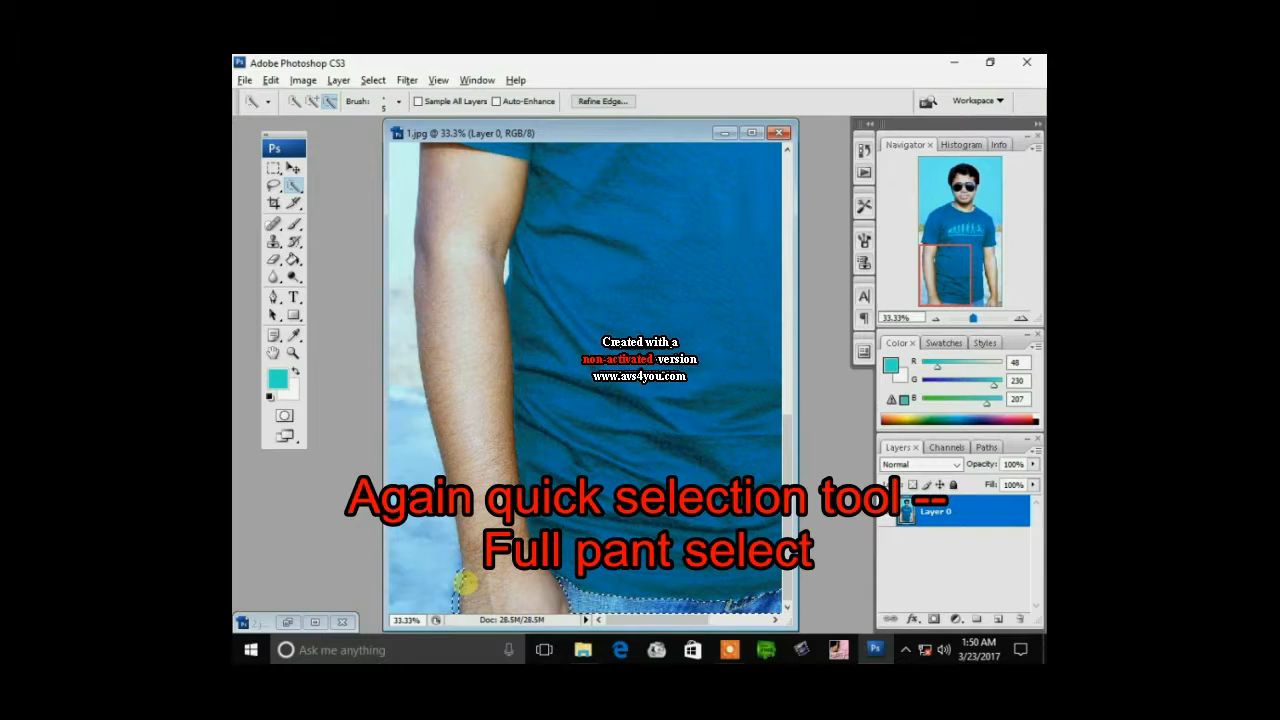 Adobe Photoshop CS3
File Edit Image Layer Select Filter View Window Help
Brush: 5 Sample All Layers Auto-Enhance Refine Edge... Workspace
1.jpg @ 33.3% (Layer 0, RGB/8)
Ps
Navigator x Histogram Info
33.33%
Color x Swatches Styles
R 48
G 230
B 207
Layers x Channels Paths
Normal Opacity: 100%
Fill: 100%
Layer 0
Created with a
non-activated version
www.avs4you.com
Again quick selection tool --
Full pant select
33.33% Doc: 28.5M/28.5M
Ask me anything
Ps
1:50 AM
3/23/2017